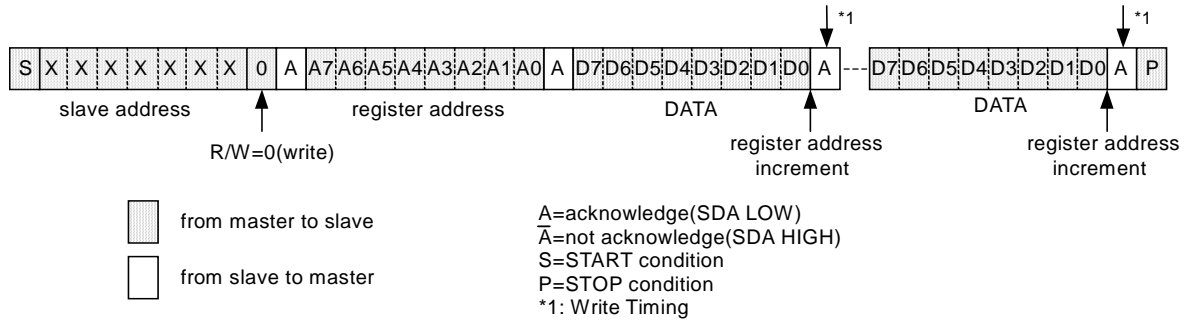 *1 *1
S X X X X X X X 0 A A7 A6 A5 A4 A3 A2 A1 A0 A D7 D6 D5 D4 D3 D2 D1 D0 A D7 D6 D5 D4 D3 D2 D1 D0 A P
slave address register address DATA DATA
R/W=0(write)
register address
increment
register address
increment
from master to slave
from slave to master
A=acknowledge(SDA LOW)
A̅=not acknowledge(SDA HIGH)
S=START condition
P=STOP condition
*1: Write Timing